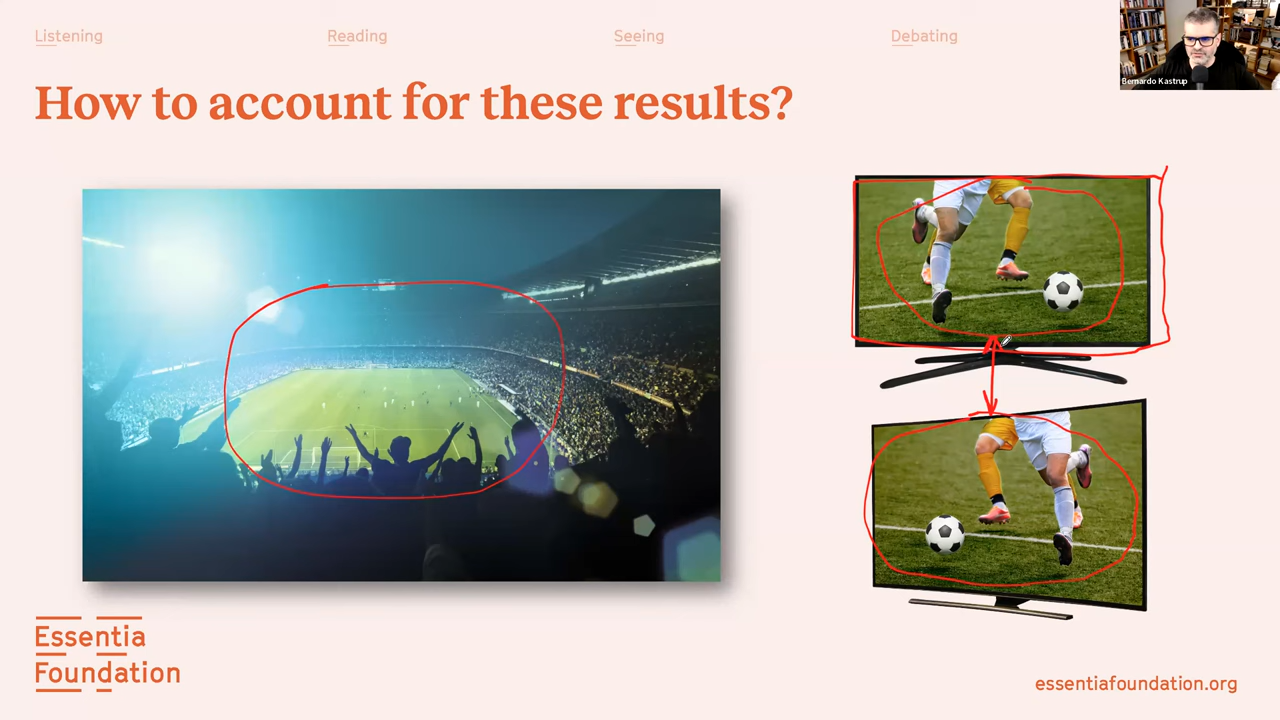 Listening
Reading
Seeing
Debating
Bernardo Kastrup
How to account for these results?
Essentia
Foundation
essentiafoundation.org